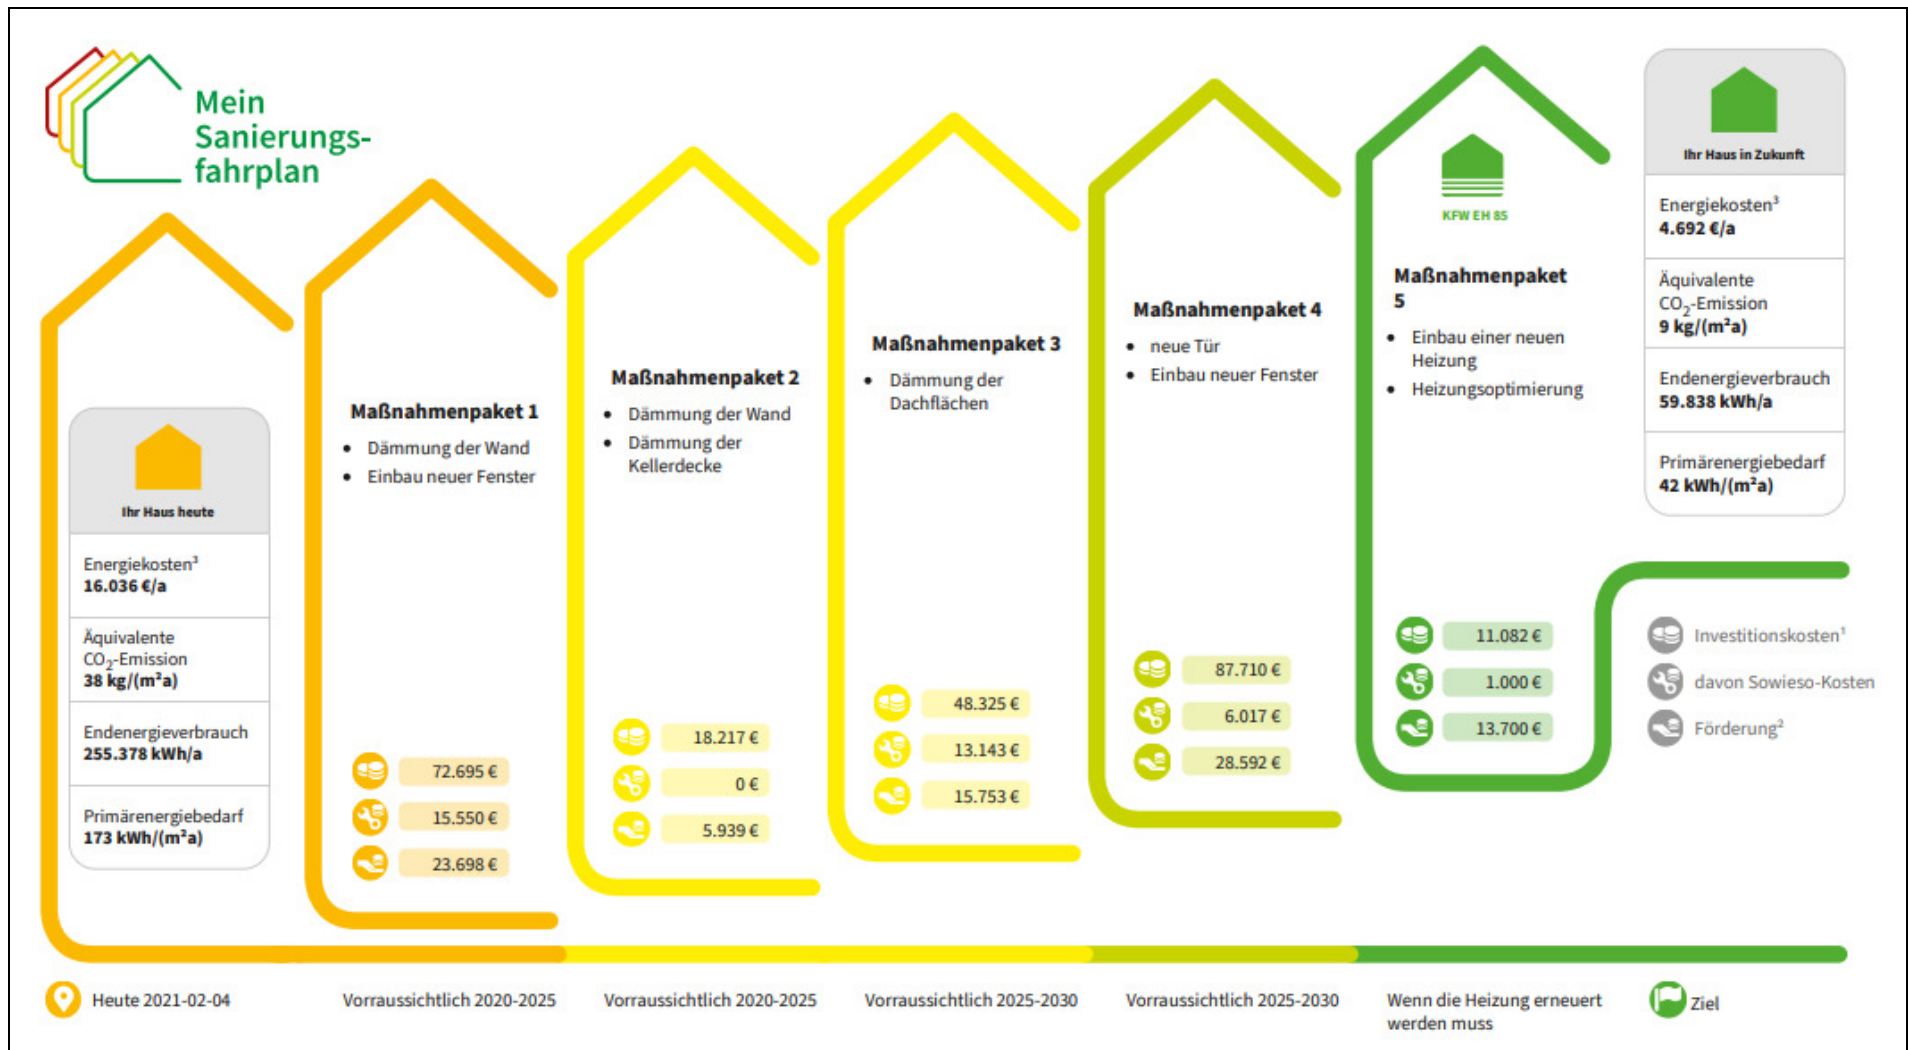 Mein
Sanierungs-
fahrplan
Ihr Haus heute
Energiekosten³
16.036 €/a
Äquivalente
CO₂-Emission
38 kg/(m²a)
Endenergieverbrauch
255.378 kWh/a
Primärenergiebedarf
173 kWh/(m²a)
Maßnahmenpaket 1
• Dämmung der Wand
• Einbau neuer Fenster
72.695 €
15.550 €
23.698 €
Maßnahmenpaket 2
• Dämmung der Wand
• Dämmung der
Kellerdecke
18.217 €
0 €
5.939 €
Maßnahmenpaket 3
• Dämmung der
Dachflächen
48.325 €
13.143 €
15.753 €
Maßnahmenpaket 4
• neue Tür
• Einbau neuer Fenster
87.710 €
6.017 €
28.592 €
KFW EH 85
Maßnahmenpaket
5
• Einbau einer neuen
Heizung
• Heizungsoptimierung
11.082 €
1.000 €
13.700 €
Ihr Haus in Zukunft
Energiekosten³
4.692 €/a
Äquivalente
CO₂-Emission
9 kg/(m²a)
Endenergieverbrauch
59.838 kWh/a
Primärenergiebedarf
42 kWh/(m²a)
Investitionskosten¹
davon Sowieso-Kosten
Förderung²
Heute 2021-02-04
Vorraussichtlich 2020-2025
Vorraussichtlich 2020-2025
Vorraussichtlich 2025-2030
Vorraussichtlich 2025-2030
Wenn die Heizung erneuert
werden muss
Ziel